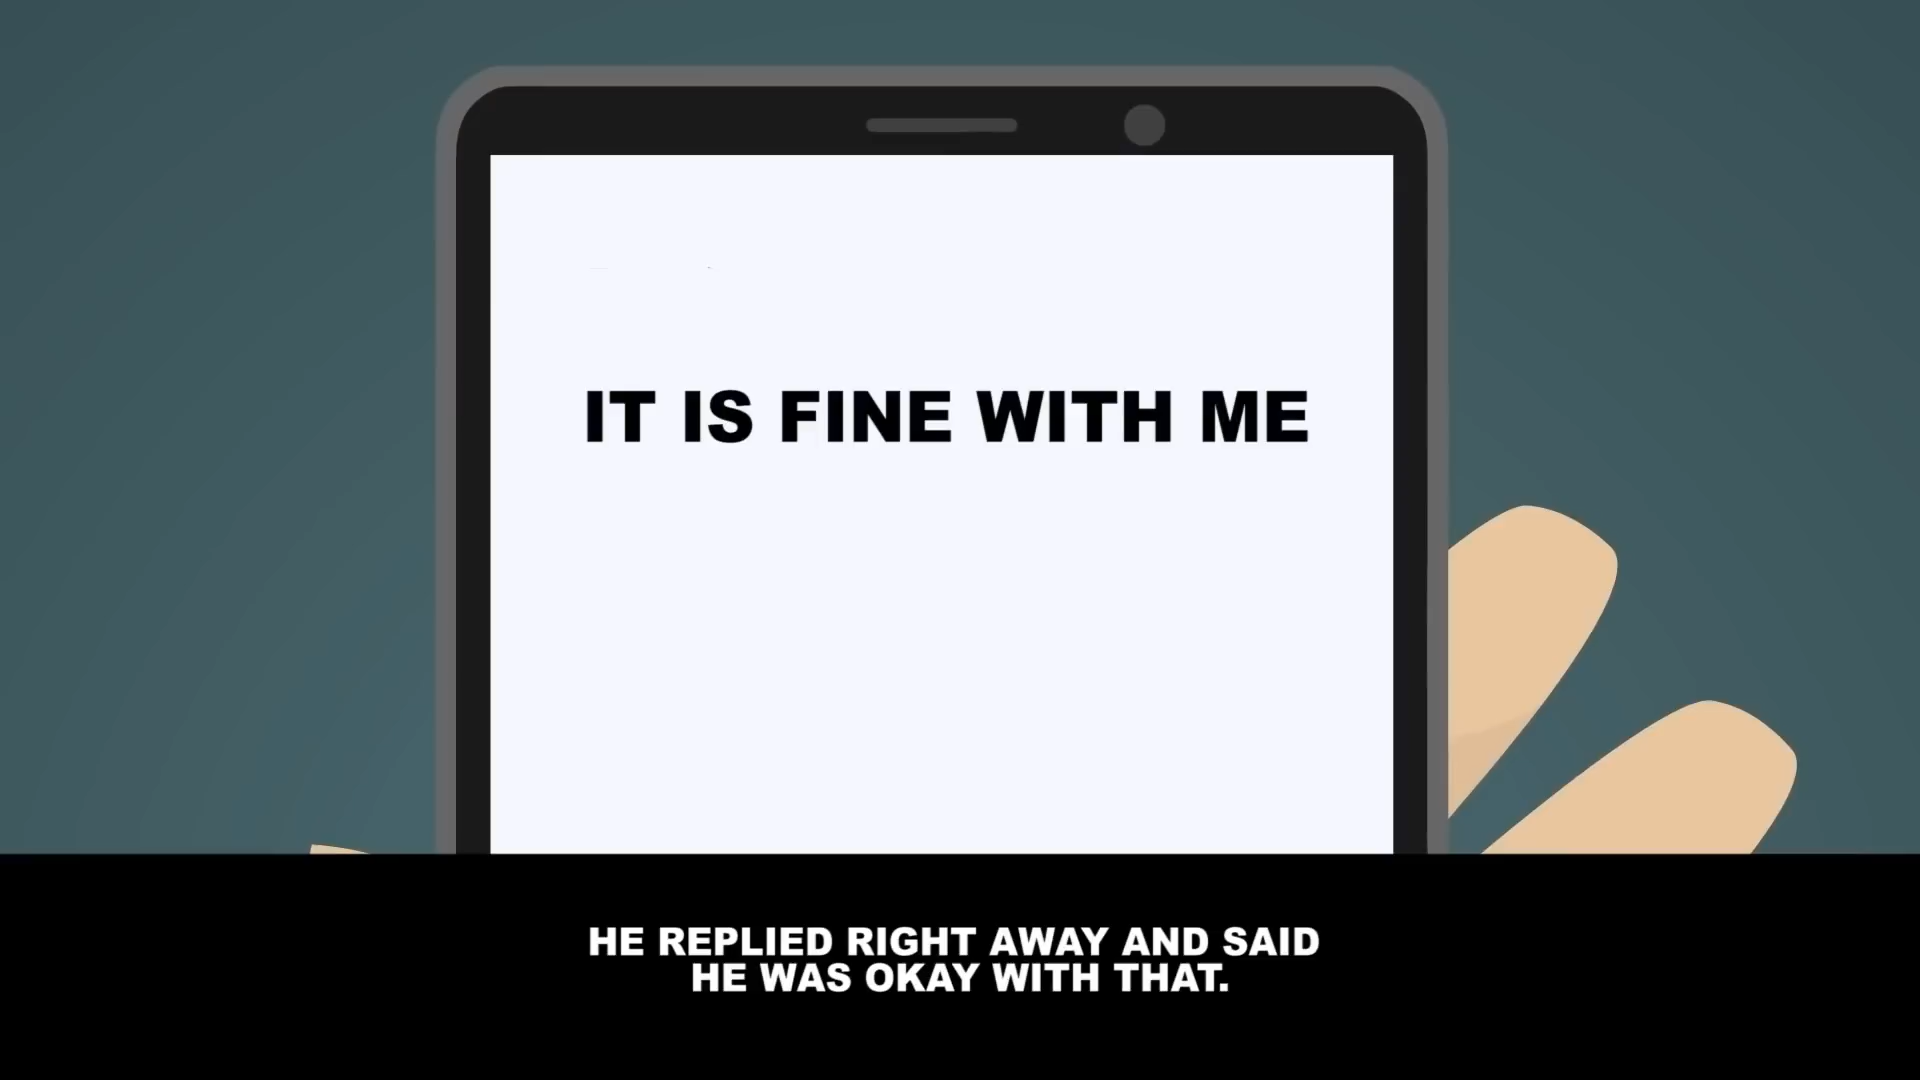 IT IS FINE WITH ME
HE REPLIED RIGHT AWAY AND SAID
HE WAS OKAY WITH THAT.